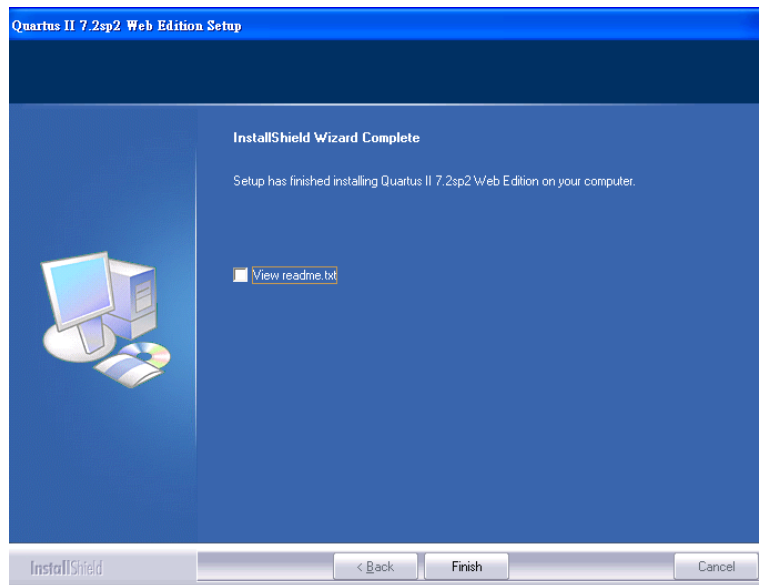 Quartus II 7.2sp2 Web Edition Setup
InstallShield Wizard Complete
Setup has finished installing Quartus II 7.2sp2 Web Edition on your computer.
View readme.txt
InstallShield
< Back
Finish
Cancel